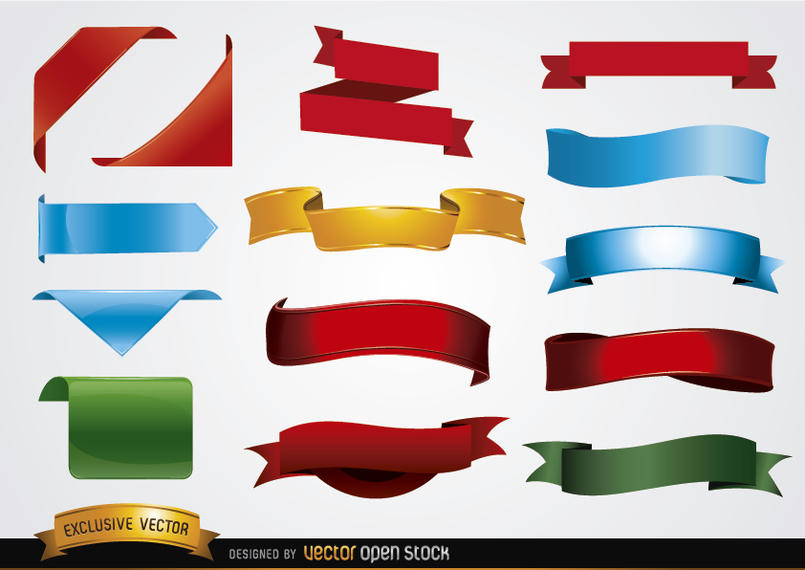 EXCLUSIVE VECTOR
DESIGNED BY vector open stock